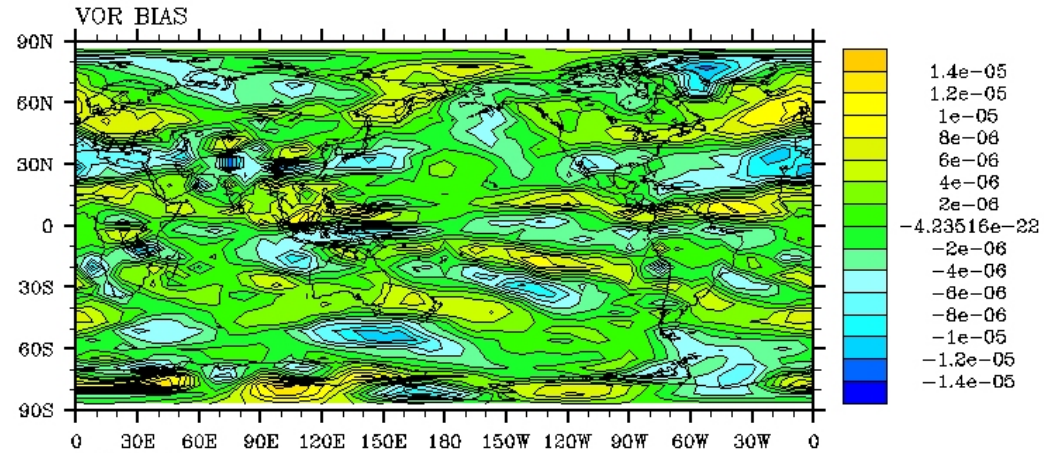 VOR BIAS
90N
60N
30N
0
30S
60S
90S
0 30E 60E 90E 120E 150E 180 150W 120W 90W 60W 30W 0
1.4e-05
1.2e-05
1e-05
8e-06
6e-06
4e-06
2e-06
-4.23516e-22
-2e-06
-4e-06
-6e-06
-8e-06
-1e-05
-1.2e-05
-1.4e-05